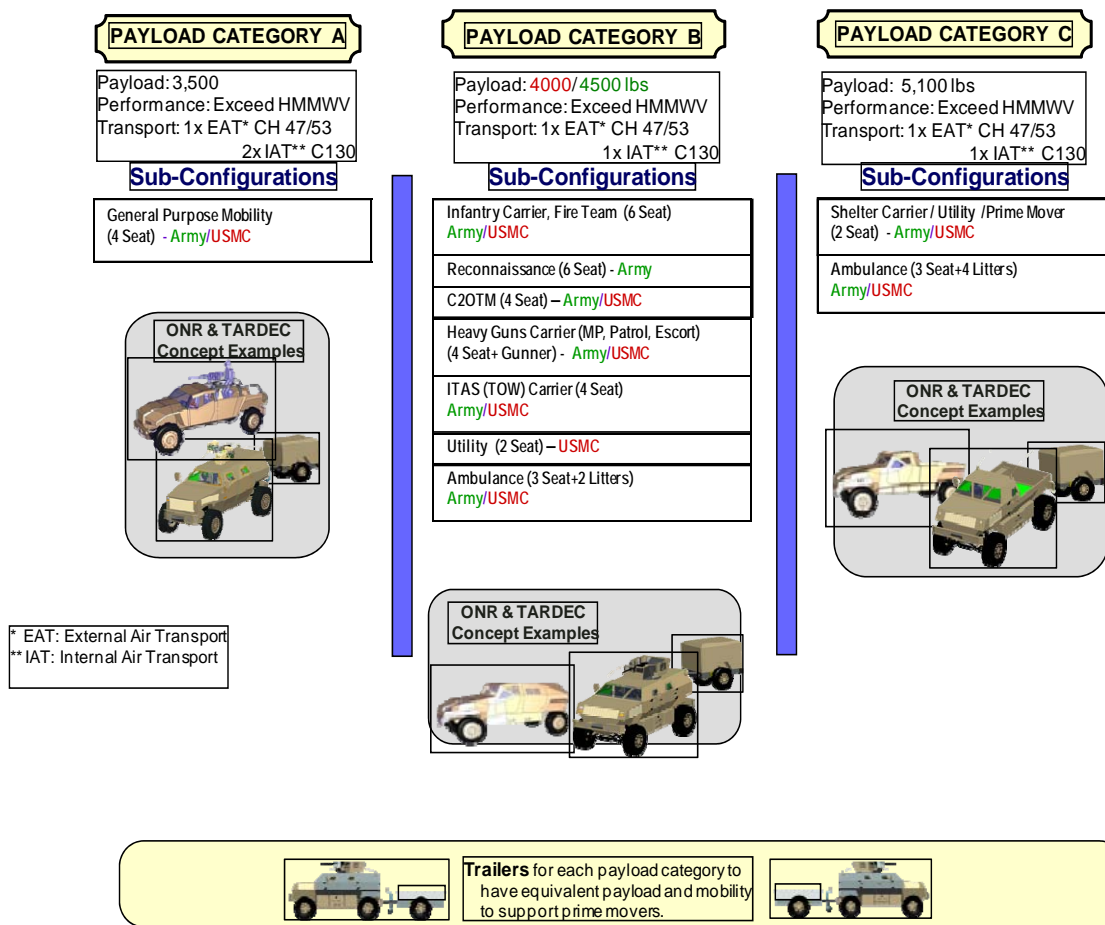 PAYLOAD CATEGORY A
Payload: 3,500
Performance: Exceed HMMWV
Transport: 1x EAT* CH 47/53
2x IAT** C130
Sub-Configurations
General Purpose Mobility
(4 Seat) - Army/USMC
ONR & TARDEC
Concept Examples
* EAT: External Air Transport
** IAT: Internal Air Transport
PAYLOAD CATEGORY B
Payload: 4000/4500 lbs
Performance: Exceed HMMWV
Transport: 1x EAT* CH 47/53
1x IAT** C130
Sub-Configurations
Infantry Carrier, Fire Team (6 Seat)
Army/USMC
Reconnaissance (6 Seat) - Army
C2OTM (4 Seat) – Army/USMC
Heavy Guns Carrier (MP, Patrol, Escort)
(4 Seat+ Gunner) - Army/USMC
ITAS (TOW) Carrier (4 Seat)
Army/USMC
Utility (2 Seat) – USMC
Ambulance (3 Seat+2 Litters)
Army/USMC
ONR & TARDEC
Concept Examples
PAYLOAD CATEGORY C
Payload: 5,100 lbs
Performance: Exceed HMMWV
Transport: 1x EAT* CH 47/53
1x IAT** C130
Sub-Configurations
Shelter Carrier / Utility /Prime Mover
(2 Seat) - Army/USMC
Ambulance (3 Seat+4 Litters)
Army/USMC
ONR & TARDEC
Concept Examples
Trailers for each payload category to
have equivalent payload and mobility
to support prime movers.